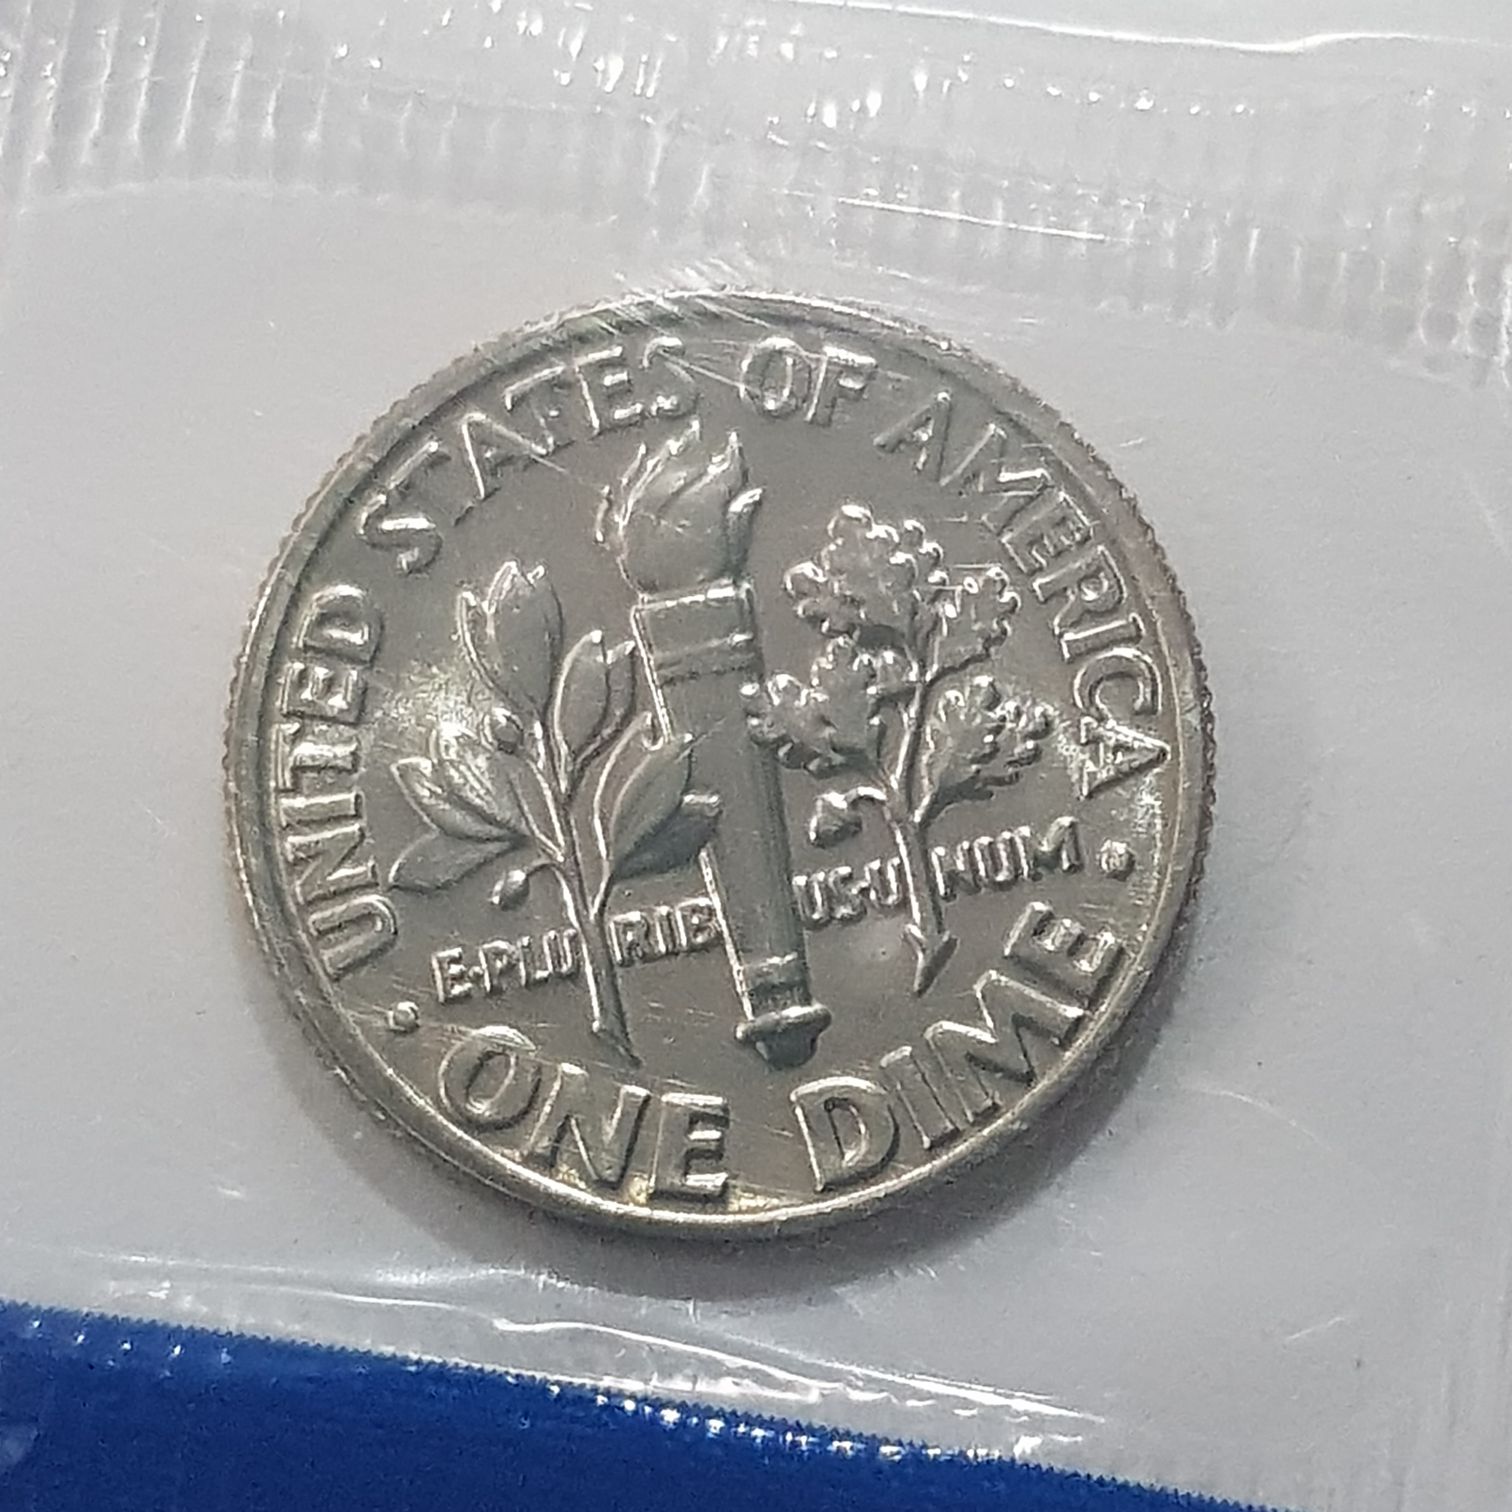 UNITED STATES OF AMERICA
E·PLURIBUS·UNUM
· ONE DIME ·